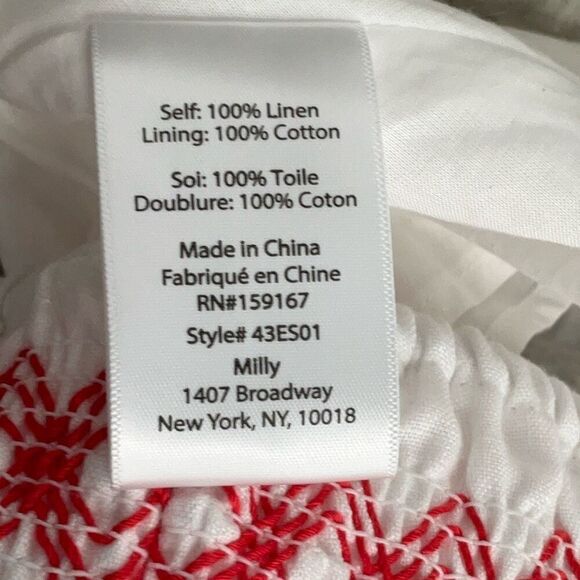 Self: 100% Linen
Lining: 100% Cotton
Soi: 100% Toile
Doublure: 100% Coton
Made in China
Fabriqué en Chine
RN#159167
Style# 43ES01
Milly
1407 Broadway
New York, NY, 10018